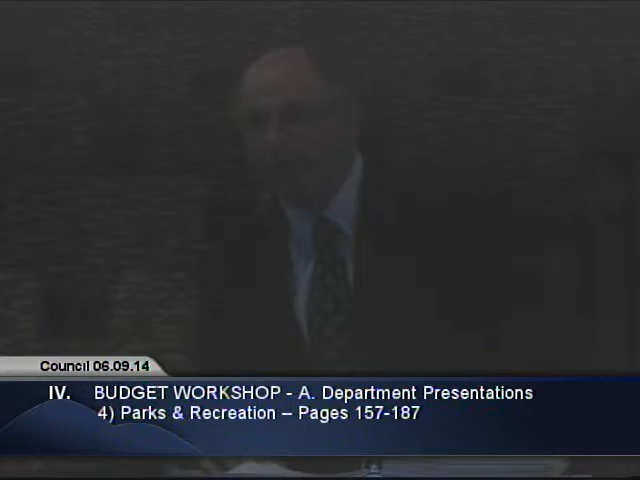 Council 06.09.14
IV. BUDGET WORKSHOP - A. Department Presentations
4) Parks & Recreation – Pages 157-187